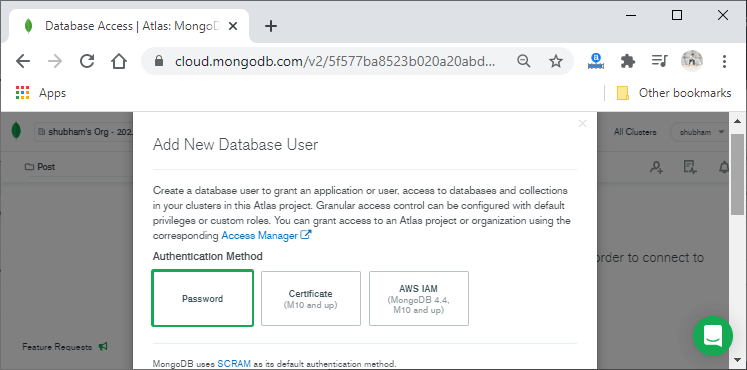 Database Access | Atlas: MongoD
cloud.mongodb.com/v2/5f577ba8523b020a20abd...
Apps
Other bookmarks
shubham's Org - 202
All Clusters
shubham
Post
Add New Database User
Create a database user to grant an application or user, access to databases and collections
in your clusters in this Atlas project. Granular access control can be configured with default
privileges or custom roles. You can grant access to an Atlas project or organization using the
corresponding Access Manager
order to connect to
Authentication Method
Password
Certificate
(M10 and up)
AWS IAM
(MongoDB 4.4,
M10 and up)
Feature Requests
MongoDB uses SCRAM as its default authentication method.